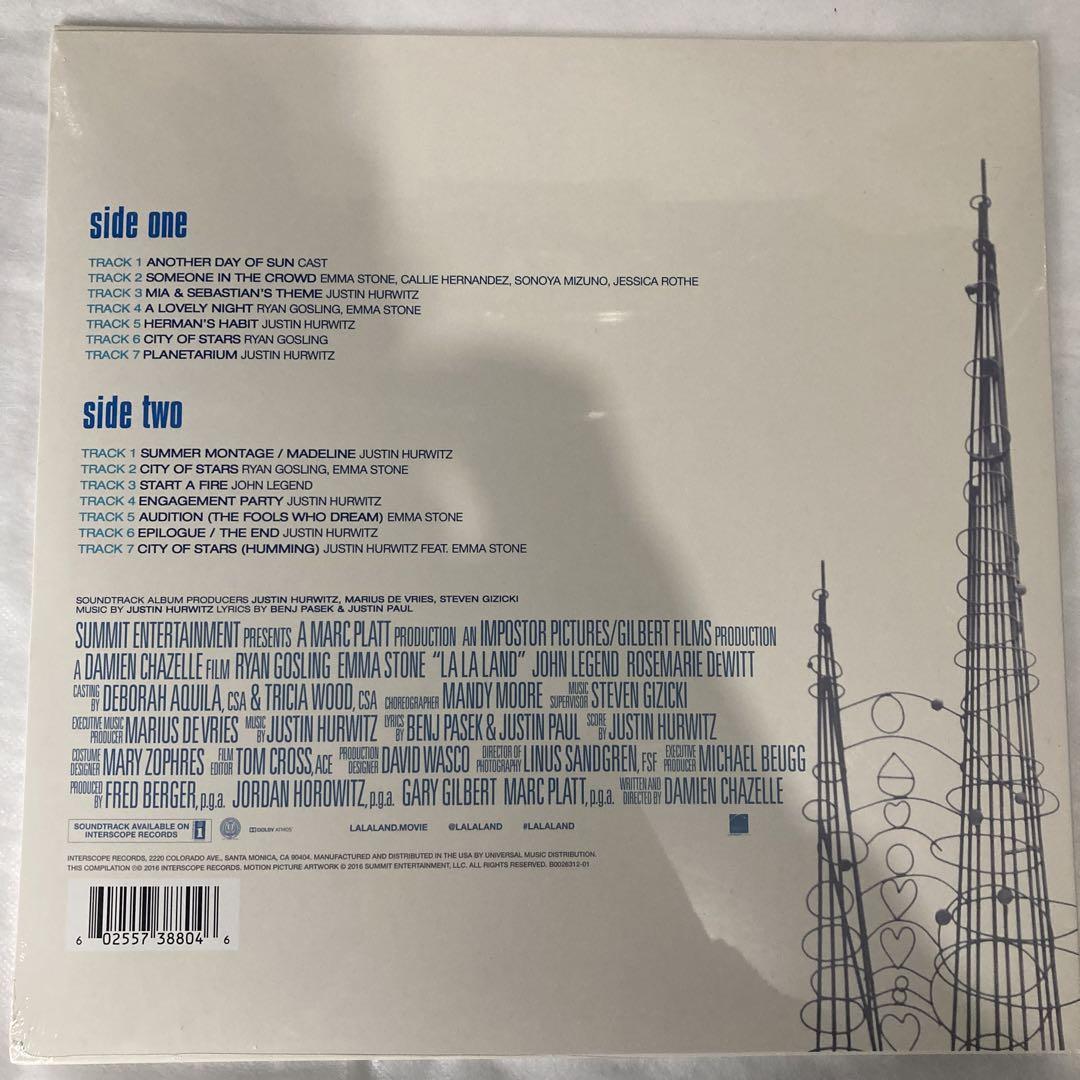 side one
TRACK 1 ANOTHER DAY OF SUN CAST
TRACK 2 SOMEONE IN THE CROWD EMMA STONE, CALLIE HERNANDEZ, SONOYA MIZUNO, JESSICA ROTHE
TRACK 3 MIA & SEBASTIAN'S THEME JUSTIN HURWITZ
TRACK 4 A LOVELY NIGHT RYAN GOSLING, EMMA STONE
TRACK 5 HERMAN'S HABIT JUSTIN HURWITZ
TRACK 6 CITY OF STARS RYAN GOSLING
TRACK 7 PLANETARIUM JUSTIN HURWITZ
side two
TRACK 1 SUMMER MONTAGE / MADELINE JUSTIN HURWITZ
TRACK 2 CITY OF STARS RYAN GOSLING, EMMA STONE
TRACK 3 START A FIRE JOHN LEGEND
TRACK 4 ENGAGEMENT PARTY JUSTIN HURWITZ
TRACK 5 AUDITION (THE FOOLS WHO DREAM) EMMA STONE
TRACK 6 EPILOGUE / THE END JUSTIN HURWITZ
TRACK 7 CITY OF STARS (HUMMING) JUSTIN HURWITZ FEAT. EMMA STONE
SOUNDTRACK ALBUM PRODUCERS JUSTIN HURWITZ, MARIUS DE VRIES, STEVEN GIZICKI
MUSIC BY JUSTIN HURWITZ LYRICS BY BENJ PASEK & JUSTIN PAUL
SUMMIT ENTERTAINMENT PRESENTS A MARC PLATT PRODUCTION AN IMPOSTOR PICTURES/GILBERT FILMS PRODUCTION
A DAMIEN CHAZELLE FILM RYAN GOSLING EMMA STONE "LA LA LAND" JOHN LEGEND ROSEMARIE DEWITT
CASTING BY DEBORAH AQUILA, CSA & TRICIA WOOD, CSA CHOREOGRAPHER MANDY MOORE MUSIC SUPERVISOR STEVEN GIZICKI
EXECUTIVE MUSIC PRODUCER MARIUS DE VRIES MUSIC BY JUSTIN HURWITZ LYRICS BY BENJ PASEK & JUSTIN PAUL SCORE BY JUSTIN HURWITZ
COSTUME DESIGNER MARY ZOPHRES FILM EDITOR TOM CROSS, ACE PRODUCTION DESIGNER DAVID WASCO DIRECTOR OF PHOTOGRAPHY LINUS SANDGREN, FSF EXECUTIVE PRODUCER MICHAEL BEUGG
PRODUCED BY FRED BERGER, p.g.a. JORDAN HOROWITZ, p.g.a. GARY GILBERT MARC PLATT, p.g.a. WRITTEN AND DIRECTED BY DAMIEN CHAZELLE
SOUNDTRACK AVAILABLE ON INTERSCOPE RECORDS DOLBY ATMOS LALALAND.MOVIE @LALALAND #LALALAND
INTERSCOPE RECORDS, 2220 COLORADO AVE., SANTA MONICA, CA 90404. MANUFACTURED AND DISTRIBUTED IN THE USA BY UNIVERSAL MUSIC DISTRIBUTION.
THIS COMPILATION ℗© 2016 INTERSCOPE RECORDS. MOTION PICTURE ARTWORK © 2016 SUMMIT ENTERTAINMENT, LLC. ALL RIGHTS RESERVED. B0026312-01
6 02557 38804 6